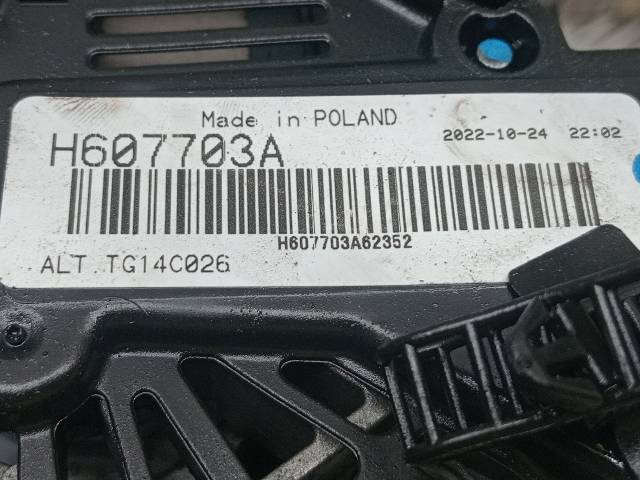 Made in POLAND
H607703A
2022-10-24 22:02
H607703A62352
ALT TG14C026